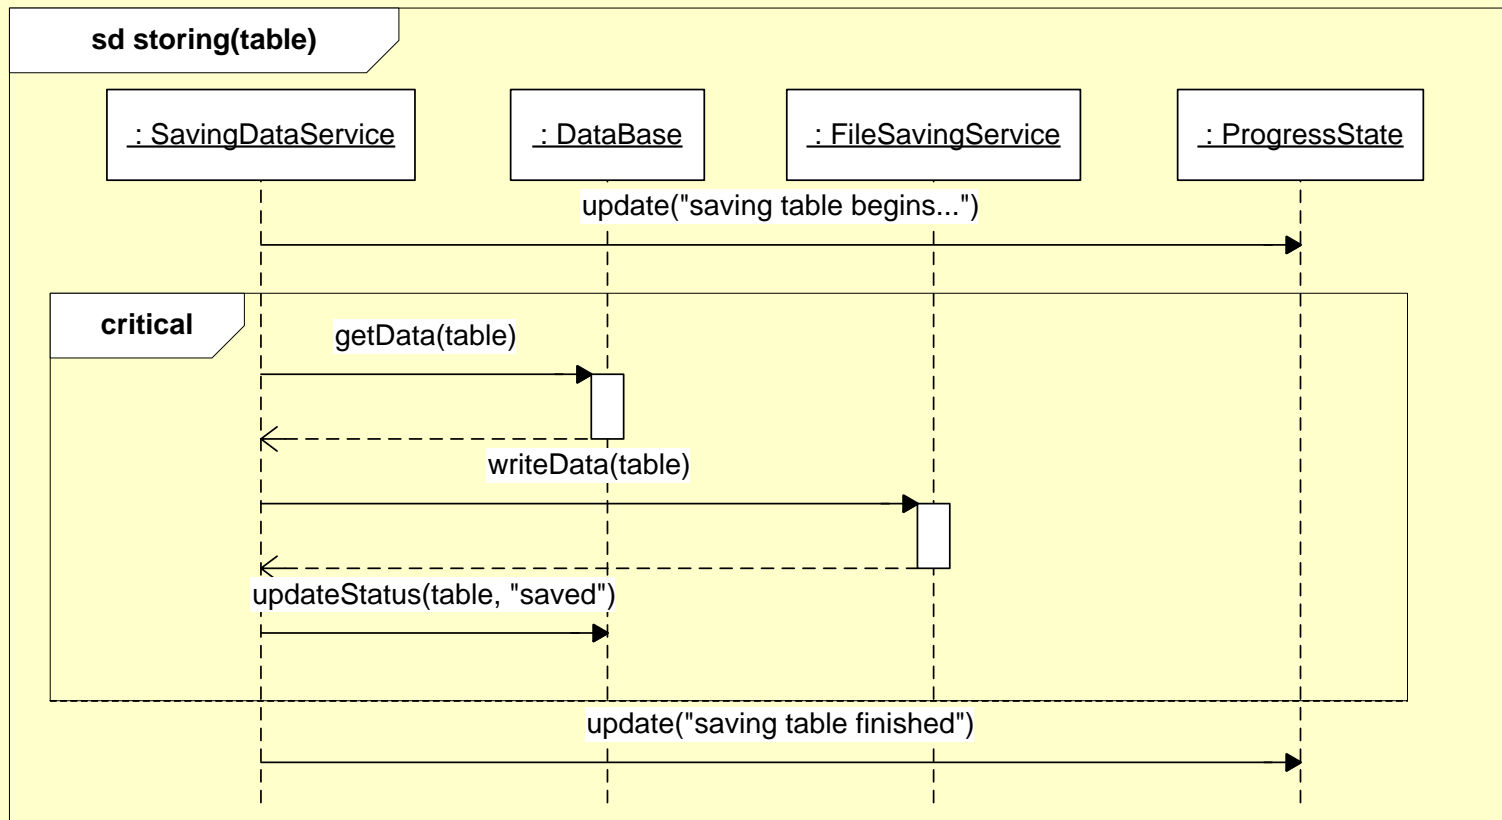 sd storing(table)
: SavingDataService
: DataBase
: FileSavingService
: ProgressState
update("saving table begins...")
critical
getData(table)
writeData(table)
updateStatus(table, "saved")
update("saving table finished")